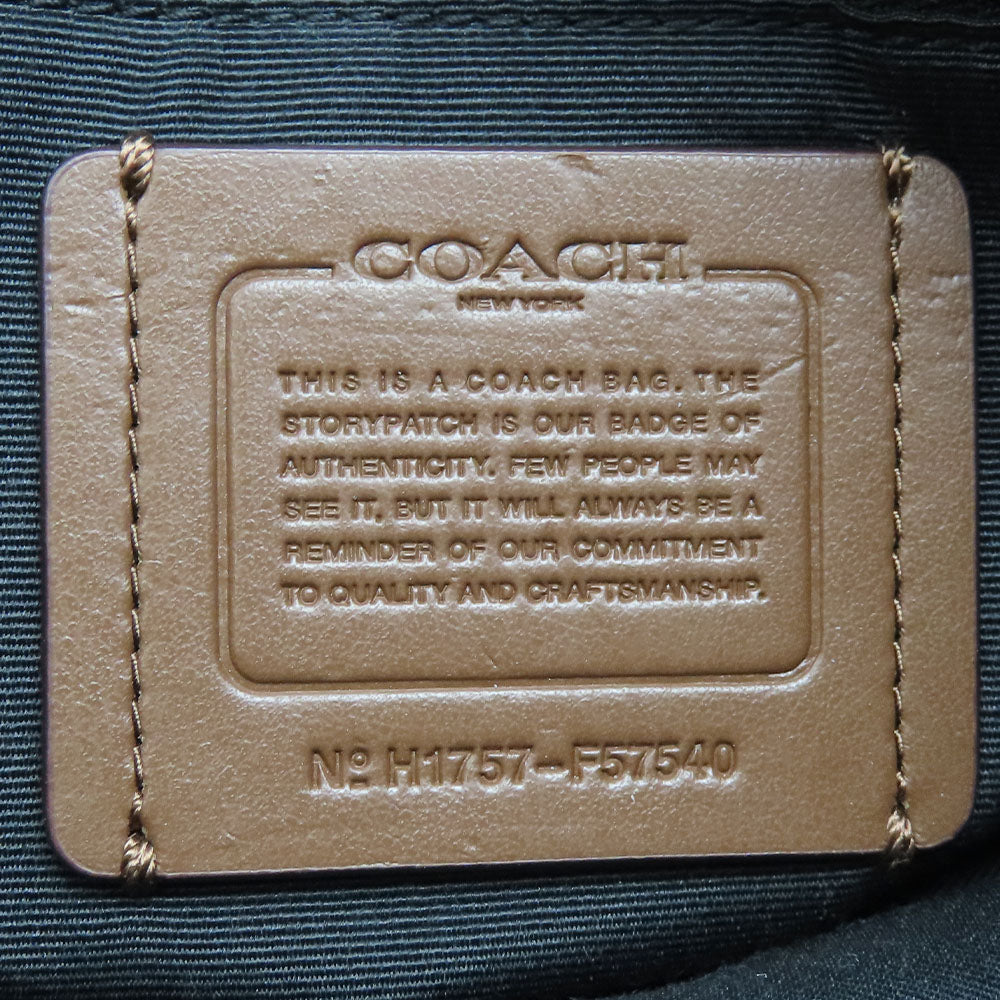 COACH
NEW YORK
THIS IS A COACH BAG. THE
STORYPATCH IS OUR BADGE OF
AUTHENTICITY. FEW PEOPLE MAY
SEE IT, BUT IT WILL ALWAYS BE A
REMINDER OF OUR COMMITMENT
TO QUALITY AND CRAFTSMANSHIP.
Nº H1757-F57540